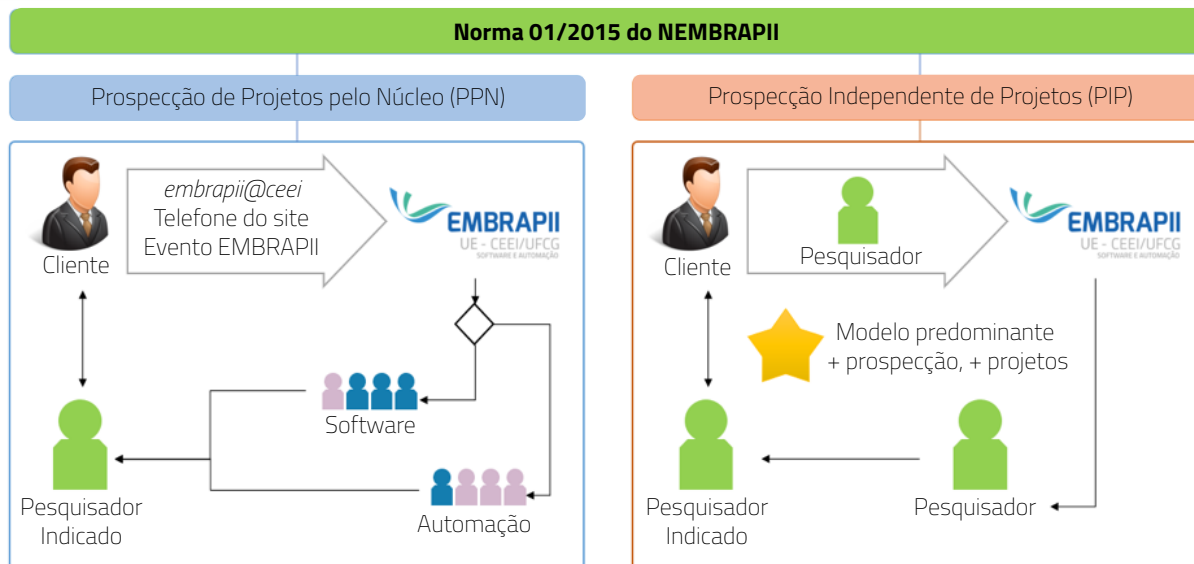 Norma 01/2015 do NEMBRAPII
Prospecção de Projetos pelo Núcleo (PPN)
embrapii@ceei
Telefone do site
Evento EMBRAPII
Cliente
EMBRAPII
UE - CEEI/UFCG
SOFTWARE E AUTOMAÇÃO
Software
Automação
Pesquisador
Indicado
Prospecção Independente de Projetos (PIP)
Cliente
Pesquisador
EMBRAPII
UE - CEEI/UFCG
SOFTWARE E AUTOMAÇÃO
Modelo predominante
+ prospecção, + projetos
Pesquisador
Indicado
Pesquisador